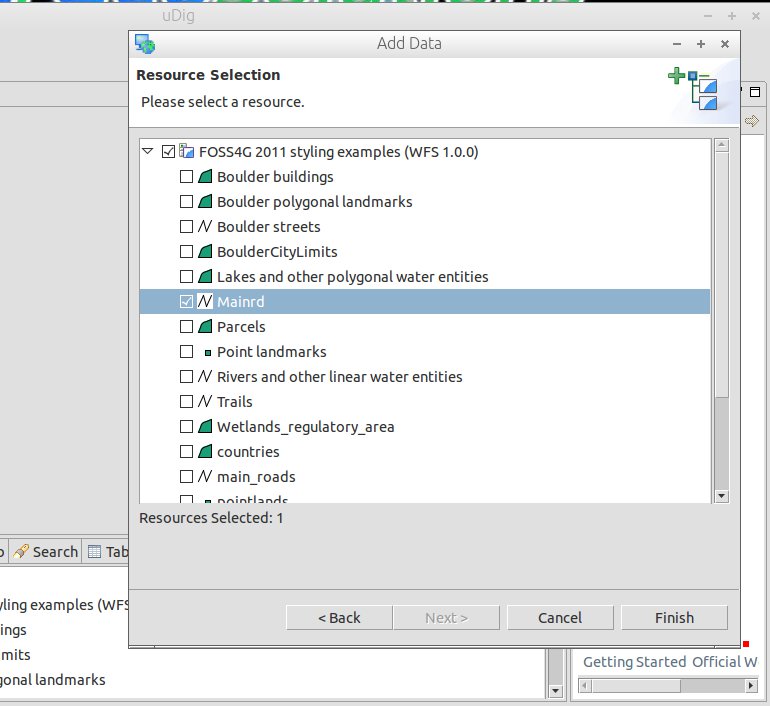 uDig
Add Data
Resource Selection
Please select a resource.
FOSS4G 2011 styling examples (WFS 1.0.0)
Boulder buildings
Boulder polygonal landmarks
Boulder streets
BoulderCityLimits
Lakes and other polygonal water entities
Mainrd
Parcels
Point landmarks
Rivers and other linear water entities
Trails
Wetlands_regulatory_area
countries
main_roads
pointlands
Resources Selected: 1
Search
Tab
yling examples (WFS
ings
imits
gonal landmarks
< Back
Next >
Cancel
Finish
Getting Started Official W